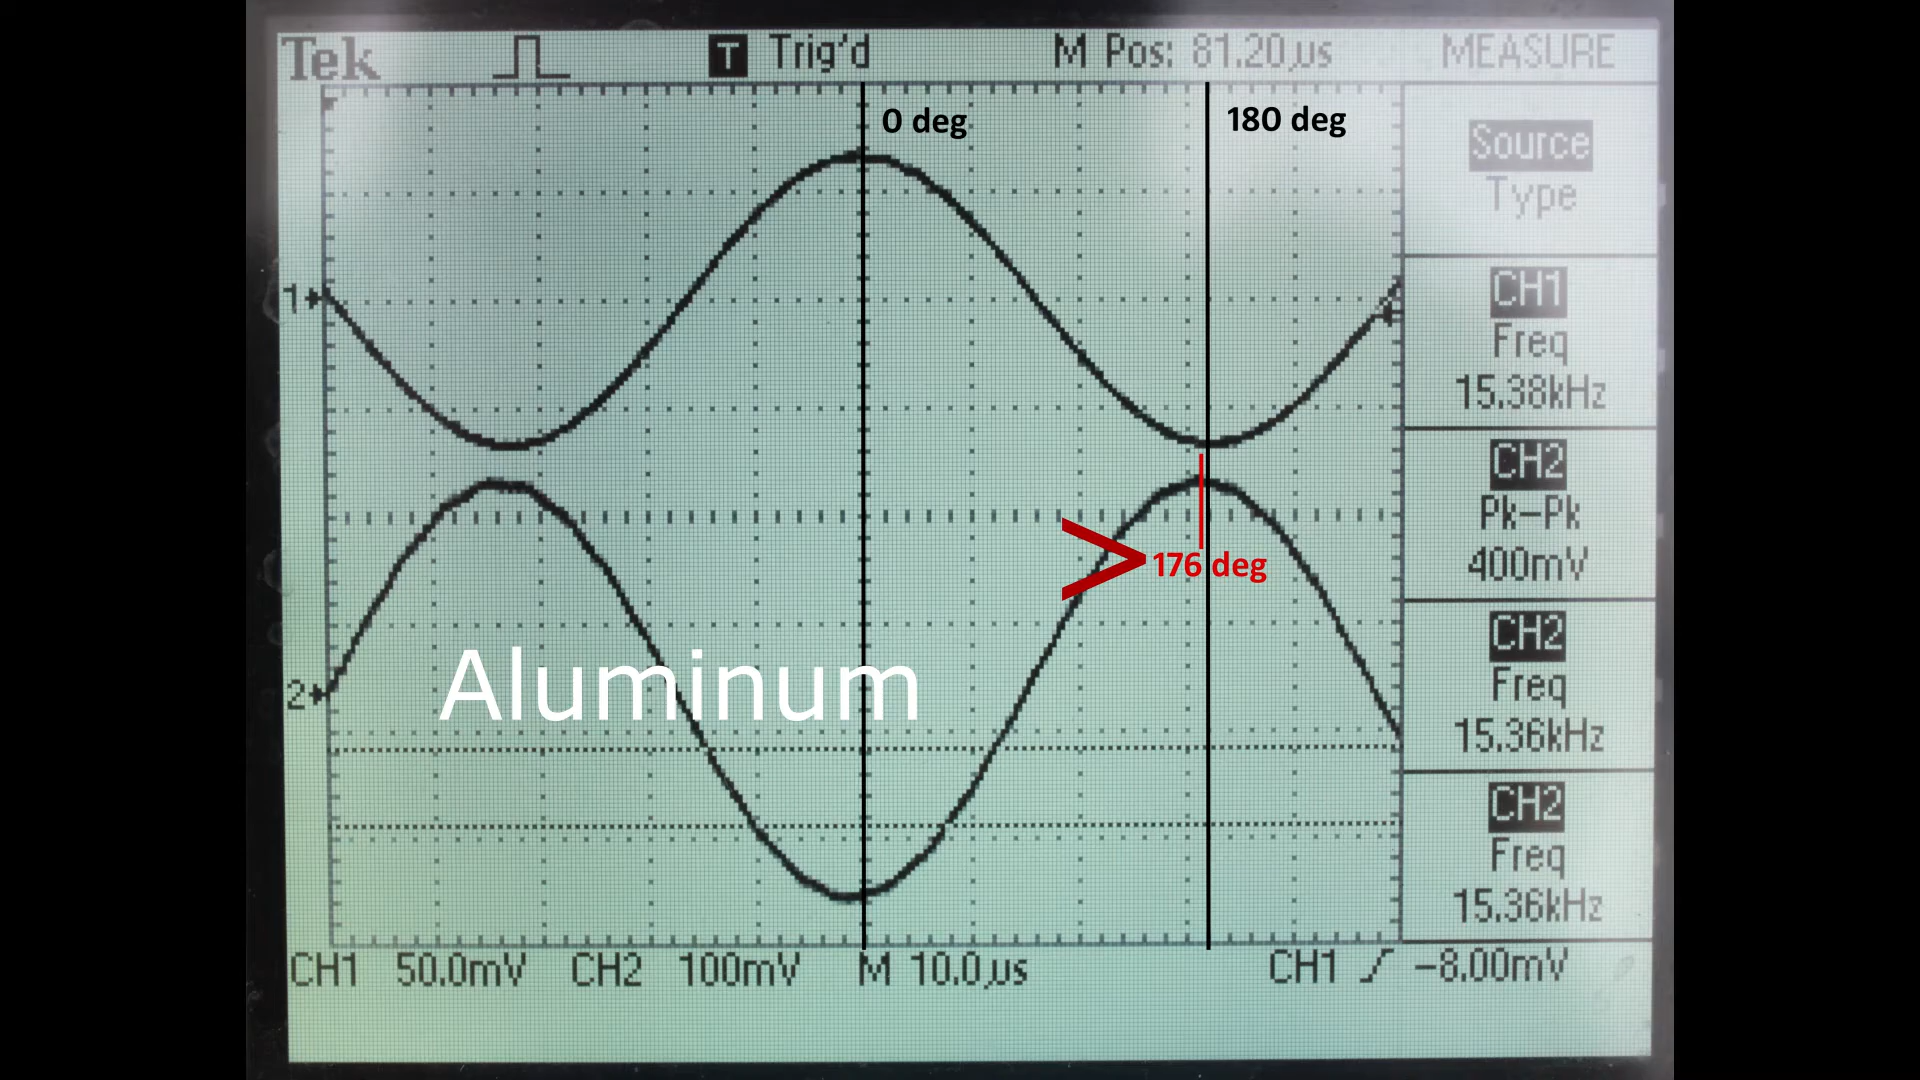 Tek
T Trig'd
M Pos: 81.20µs
MEASURE
0 deg
180 deg
Source
Type
1
CH1
Freq
15.38kHz
CH2
Pk-Pk
400mV
> 176 deg
CH2
Freq
15.36kHz
2
Aluminum
CH2
Freq
15.36kHz
CH1 50.0mV CH2 100mV M 10.0µs CH1 -8.00mV